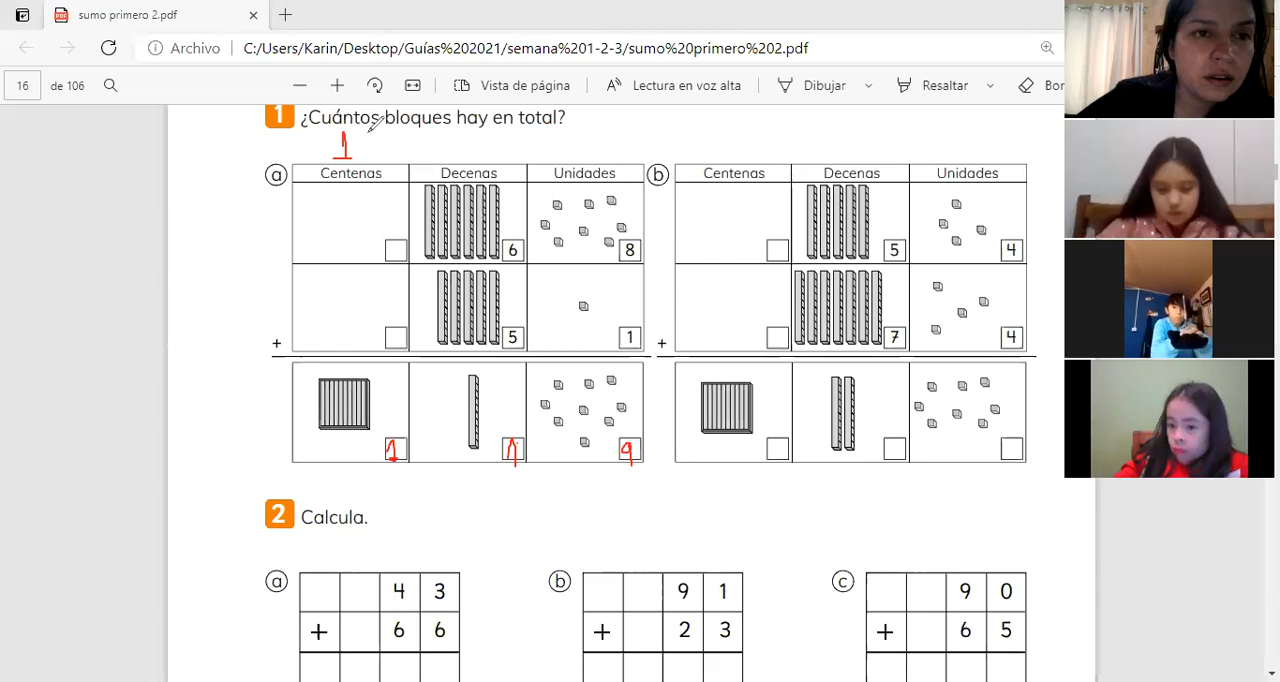 sumo primero 2.pdf
Archivo C:/Users/Karin/Desktop/Guías%202021/semana%201-2-3/sumo%20primero%202.pdf
16 de 106 Vista de página Lectura en voz alta Dibujar Resaltar Bor
1 ¿Cuántos bloques hay en total?
1
a Centenas Decenas Unidades
6 8
+ 5 1
1 1 9
b Centenas Decenas Unidades
5 4
+ 7 4
2 Calcula.
a 4 3
+ 6 6
b 9 1
+ 2 3
c 9 0
+ 6 5